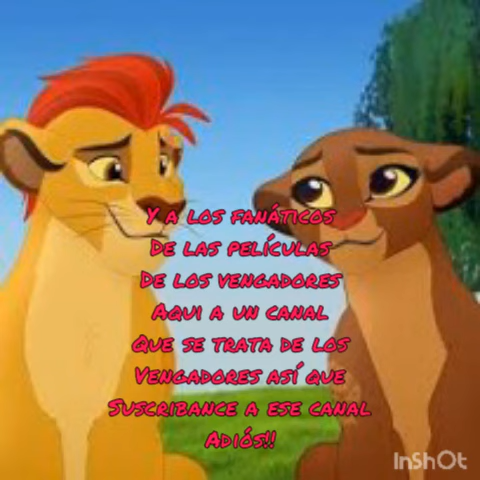 Y a los fanáticos
De las películas
De los vengadores
Aqui a un canal
Que se trata de los
Vengadores así que
Suscribance a ese canal
Adiós!!
InShOt